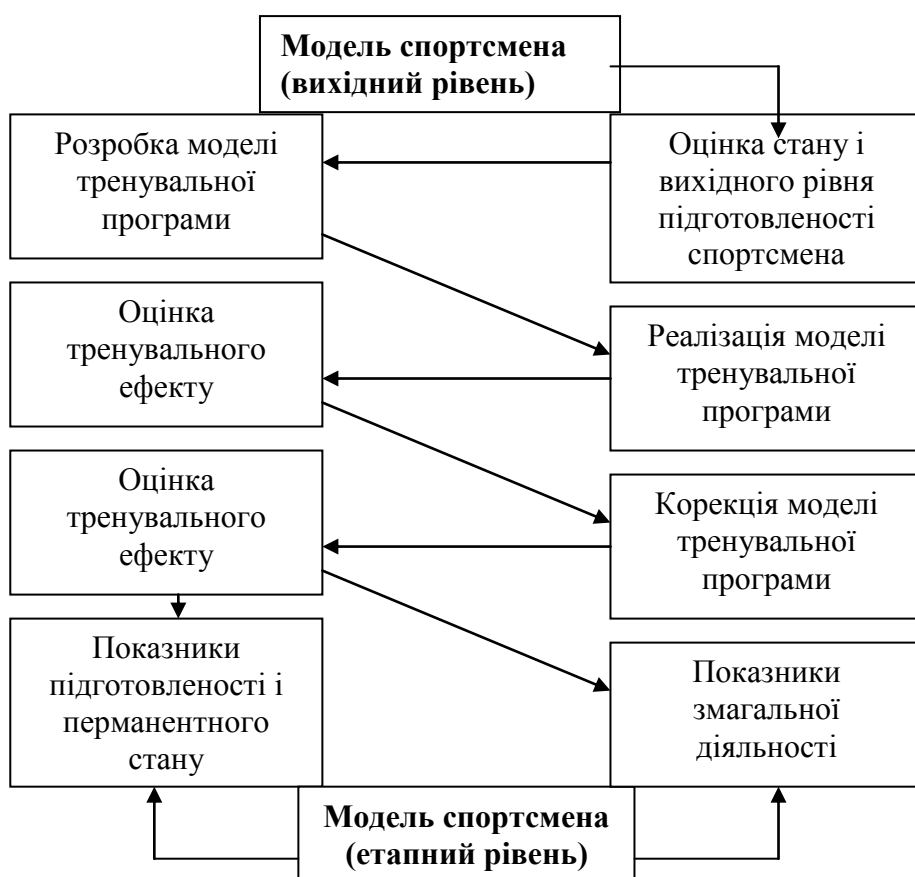 Модель спортсмена
(вихідний рівень)
Розробка моделі
тренувальної
програми
Оцінка стану і
вихідного рівня
підготовленості
спортсмена
Оцінка
тренувального
ефекту
Реалізація моделі
тренувальної
програми
Оцінка
тренувального
ефекту
Корекція моделі
тренувальної
програми
Показники
підготовленості і
перманентного
стану
Показники
змагальної
діяльності
Модель спортсмена
(етапний рівень)